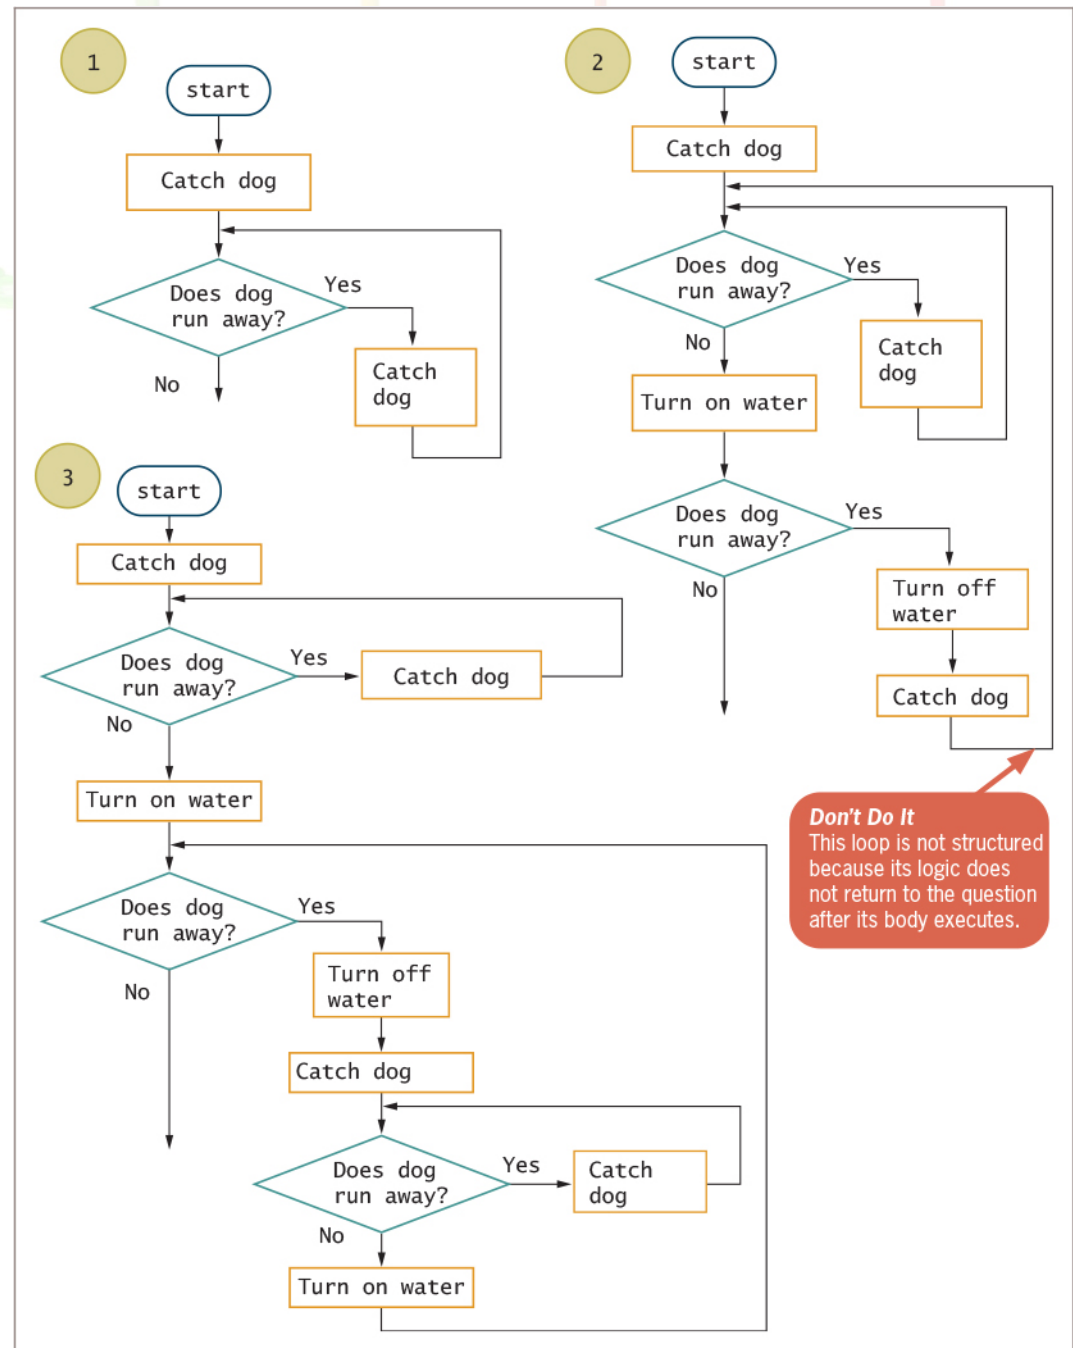 1
start
Catch dog
Does dog
run away?
Yes
Catch
dog
No
2
start
Catch dog
Does dog
run away?
Yes
Catch
dog
No
Turn on water
Does dog
run away?
Yes
Turn off
water
Catch dog
No
Don't Do It
This loop is not structured
because its logic does
not return to the question
after its body executes.
3
start
Catch dog
Does dog
run away?
Yes
Catch dog
No
Turn on water
Does dog
run away?
Yes
Turn off
water
Catch dog
No
Does dog
run away?
Yes
Catch
dog
No
Turn on water